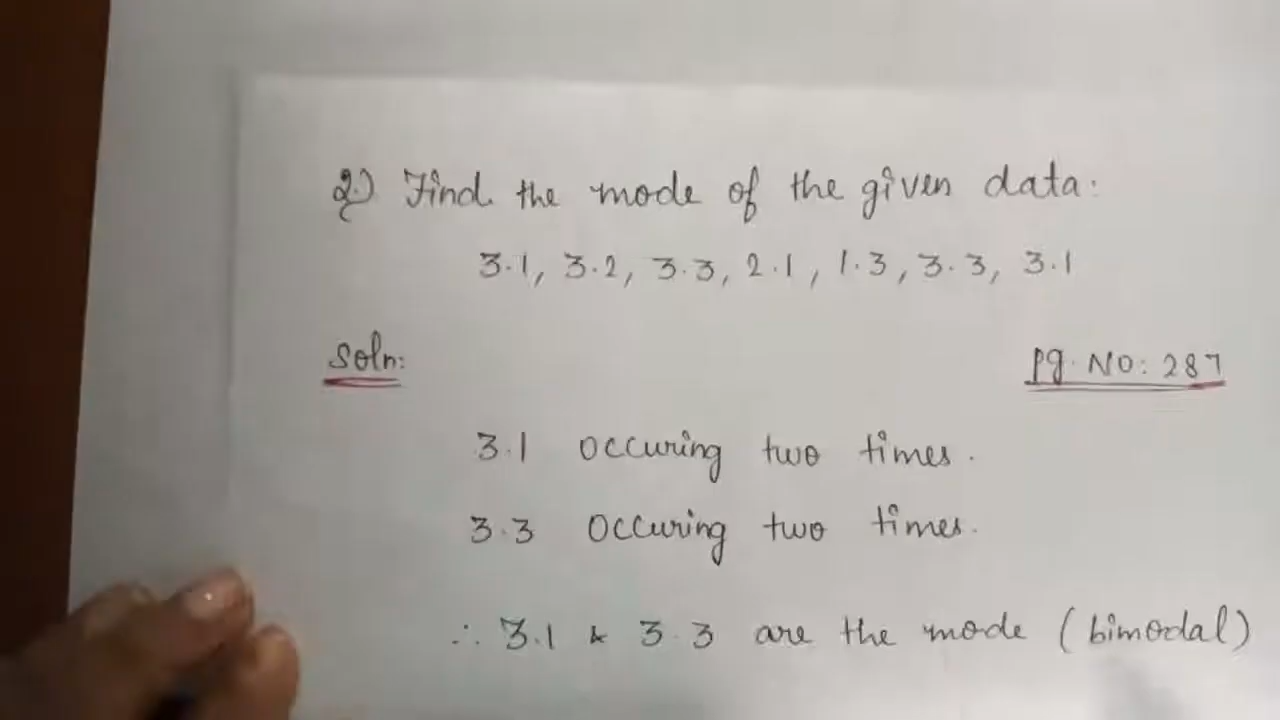 2) Find the mode of the given data:
3.1, 3.2, 3.3, 2.1, 1.3, 3.3, 3.1
Soln:
Pg. No: 287
3.1 occuring two times.
3.3 occuring two times.
∴ 3.1 & 3.3 are the mode (bimodal)